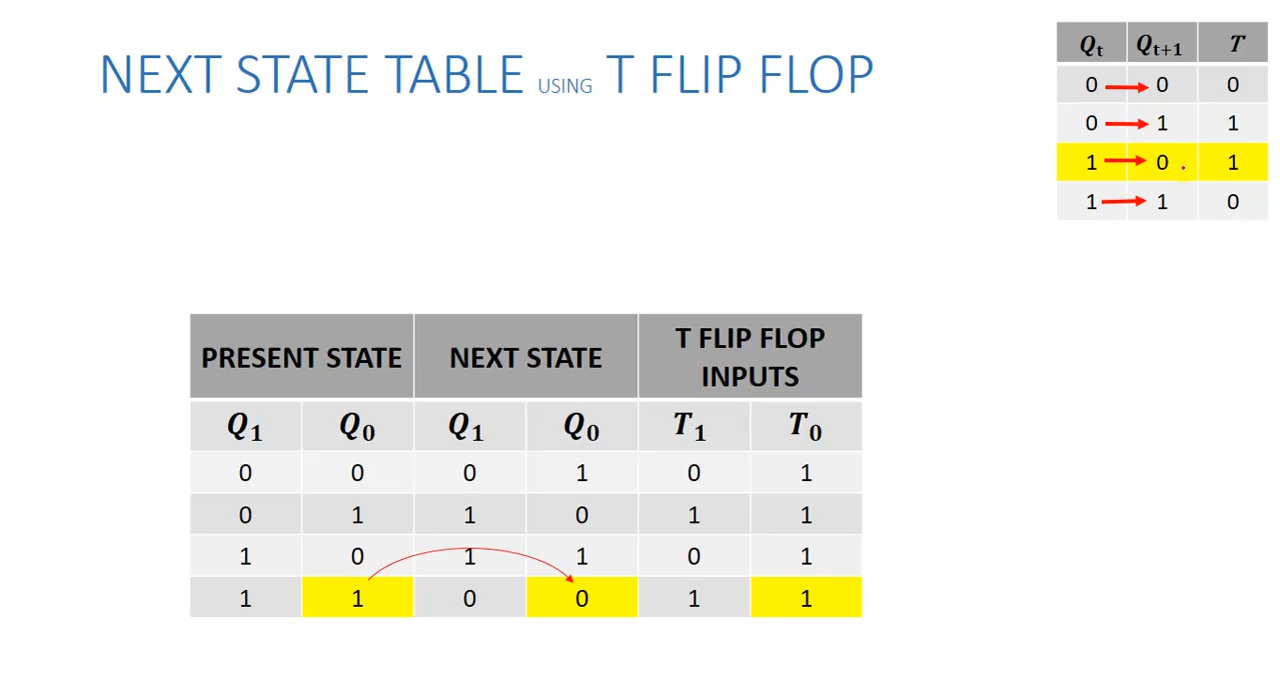 NEXT STATE TABLE USING T FLIP FLOP
Qt Qt+1 T
0 0 0
0 1 1
1 0 1
1 1 0
PRESENT STATE NEXT STATE T FLIP FLOP
INPUTS
Q1 Q0 Q1 Q0 T1 T0
0 0 0 1 0 1
0 1 1 0 1 1
1 0 1 1 0 1
1 1 0 0 1 1